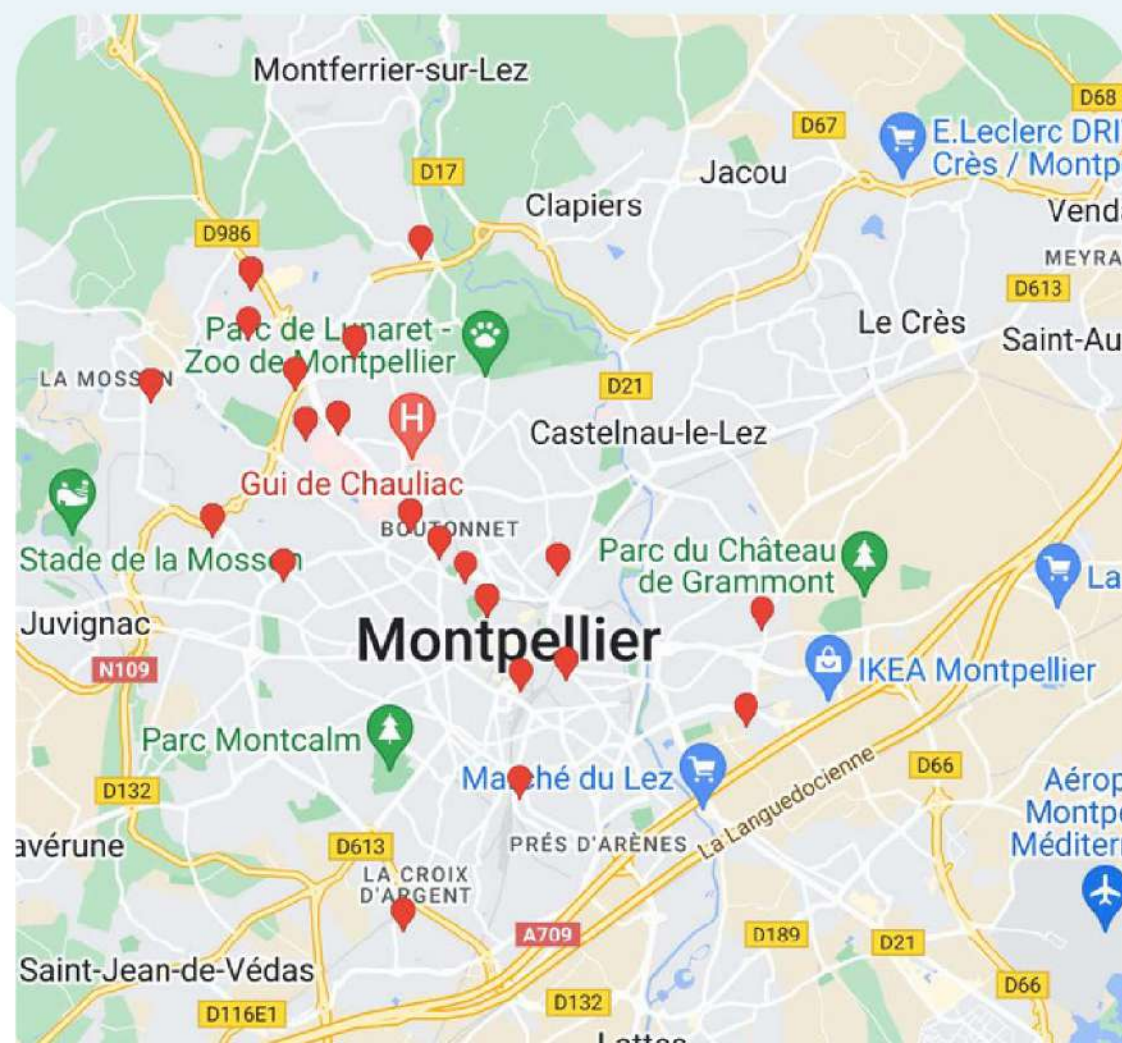 Montferrier-sur-Lez
D68
D67
E.Leclerc DRI
Crès / Montp
D17
Jacou
Clapiers
Vend
D986
MEYRA
D613
Parc de Lunaret -
Zoo de Montpellier
Le Crès
Saint-Au
LA MOSSON
D21
H
Castelnau-le-Lez
Gui de Chauliac
BOUTONNET
Stade de la Mosson
Parc du Château
de Grammont
La
Juvignac
Montpellier
N109
IKEA Montpellier
Parc Montcalm
Marché du Lez
La Languedocienne
D66
D132
Aérop
Montpe
Méditerr
avérune
D613
PRÉS D'ARÈNES
LA CROIX
D'ARGENT
A709
D189
D21
Saint-Jean-de-Védas
D66
D116E1
D132
Lattes